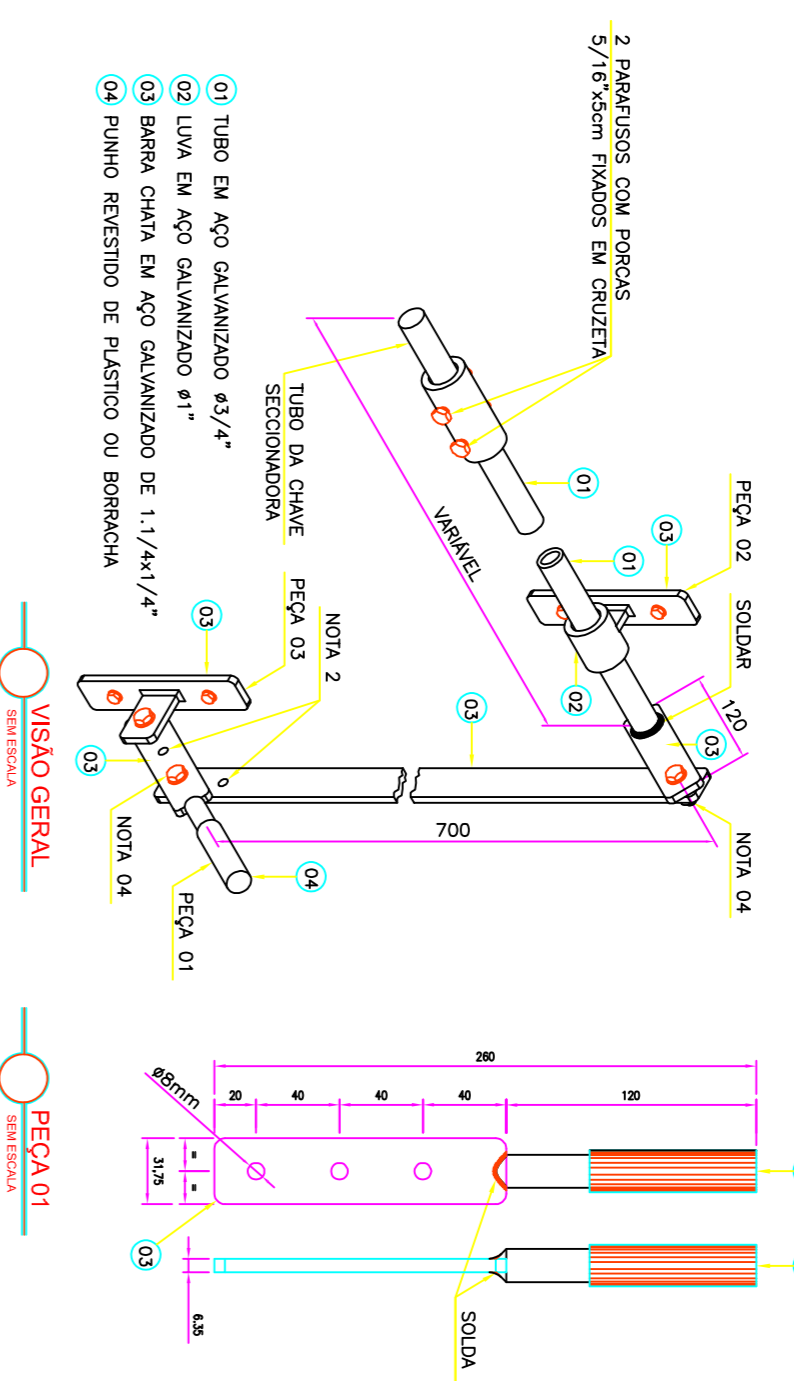 2 PARAFUSOS COM PORCAS
5/16"x5cm FIXADOS EM CRUZETA
PEÇA 02
SOLDAR
NOTA 04
03
01
01
02
03
120
03
VARIÁVEL
TUBO DA CHAVE
SECCIONADORA
PEÇA 03
NOTA 2
03
700
03
NOTA 04
PEÇA 01
04
01 TUBO EM AÇO GALVANIZADO ø3/4"
02 LUVA EM AÇO GALVANIZADO ø1"
03 BARRA CHATA EM AÇO GALVANIZADO DE 1.1/4x1/4"
04 PUNHO REVESTIDO DE PLÁSTICO OU BORRACHA
VISÃO GERAL
SEM ESCALA
260
20
40
40
40
120
ø8mm
=
=
31,75
03
6.35
SOLDA
PEÇA 01
SEM ESCALA